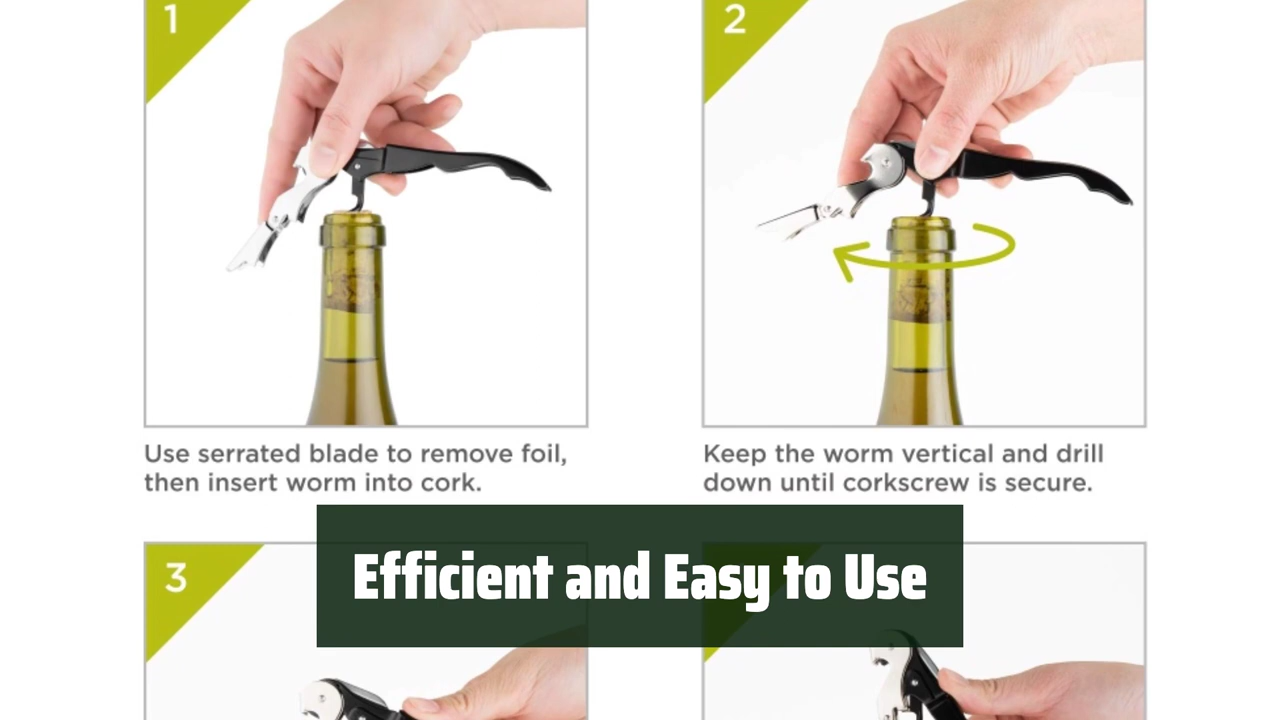 1
2
Use serrated blade to remove foil,
then insert worm into cork.
Keep the worm vertical and drill
down until corkscrew is secure.
3
Efficient and Easy to Use